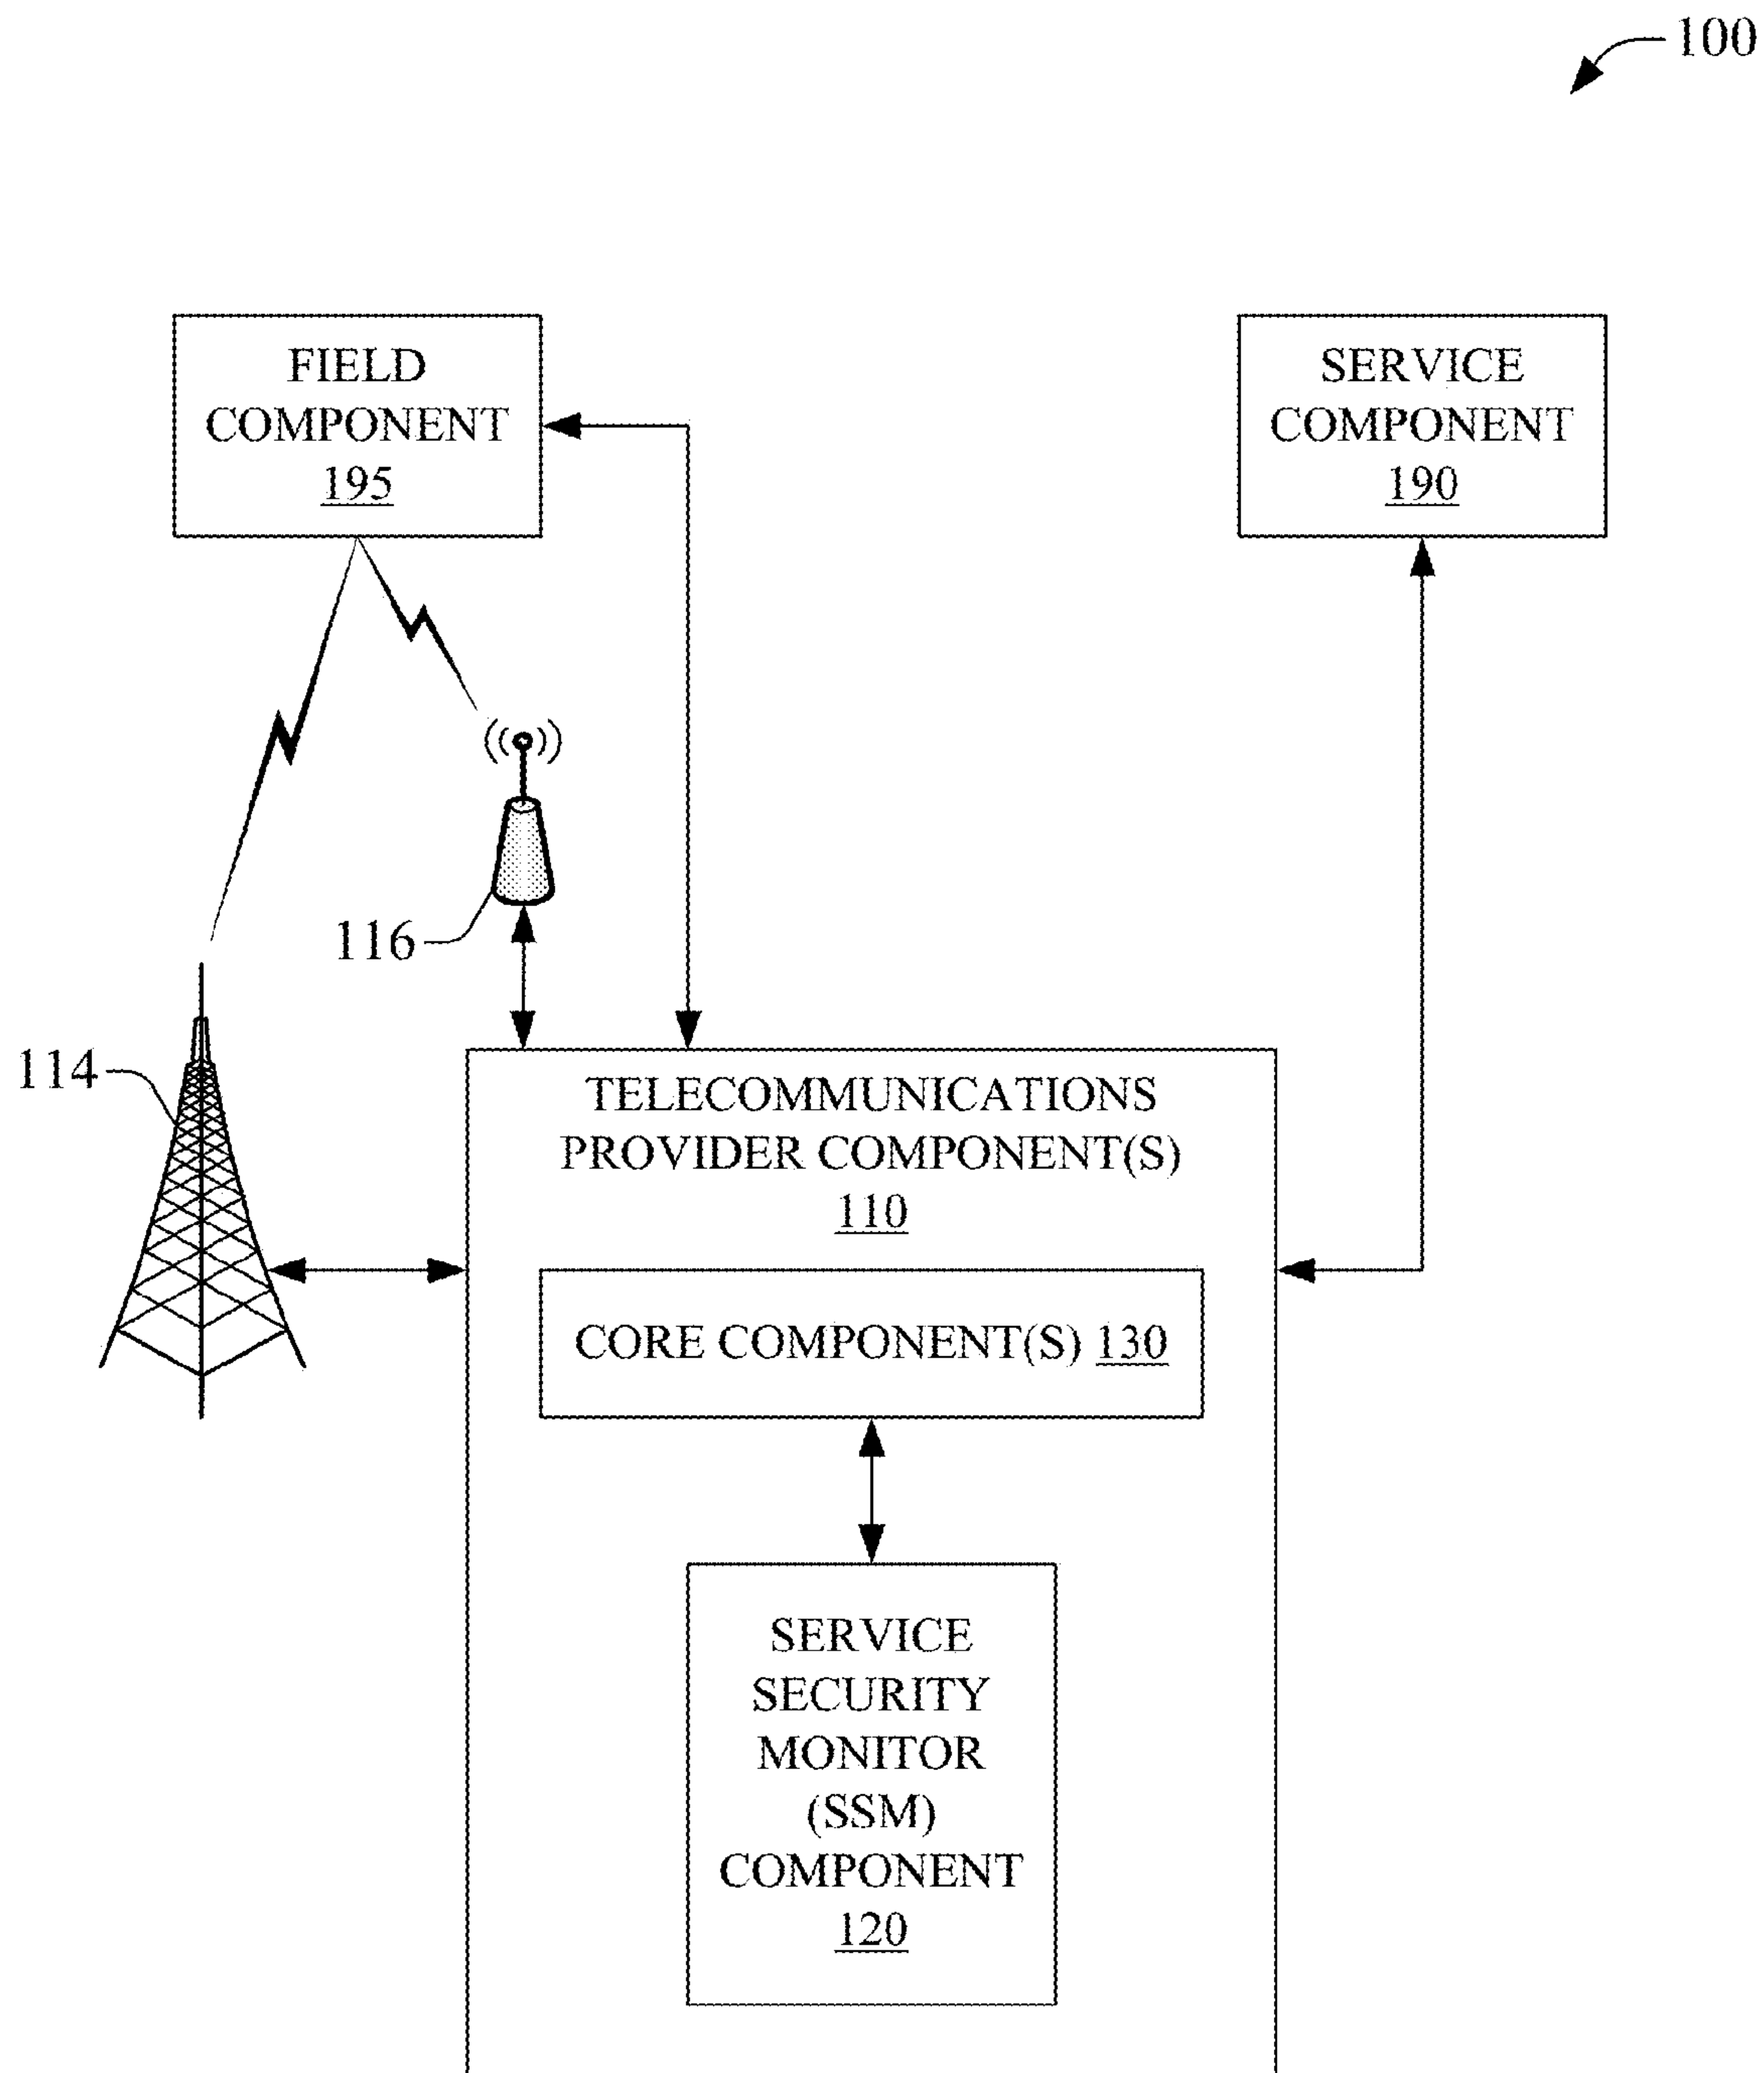 100
FIELD
COMPONENT
195
SERVICE
COMPONENT
190
116
114
TELECOMMUNICATIONS
PROVIDER COMPONENT(S)
110
CORE COMPONENT(S) 130
SERVICE
SECURITY
MONITOR
(SSM)
COMPONENT
120